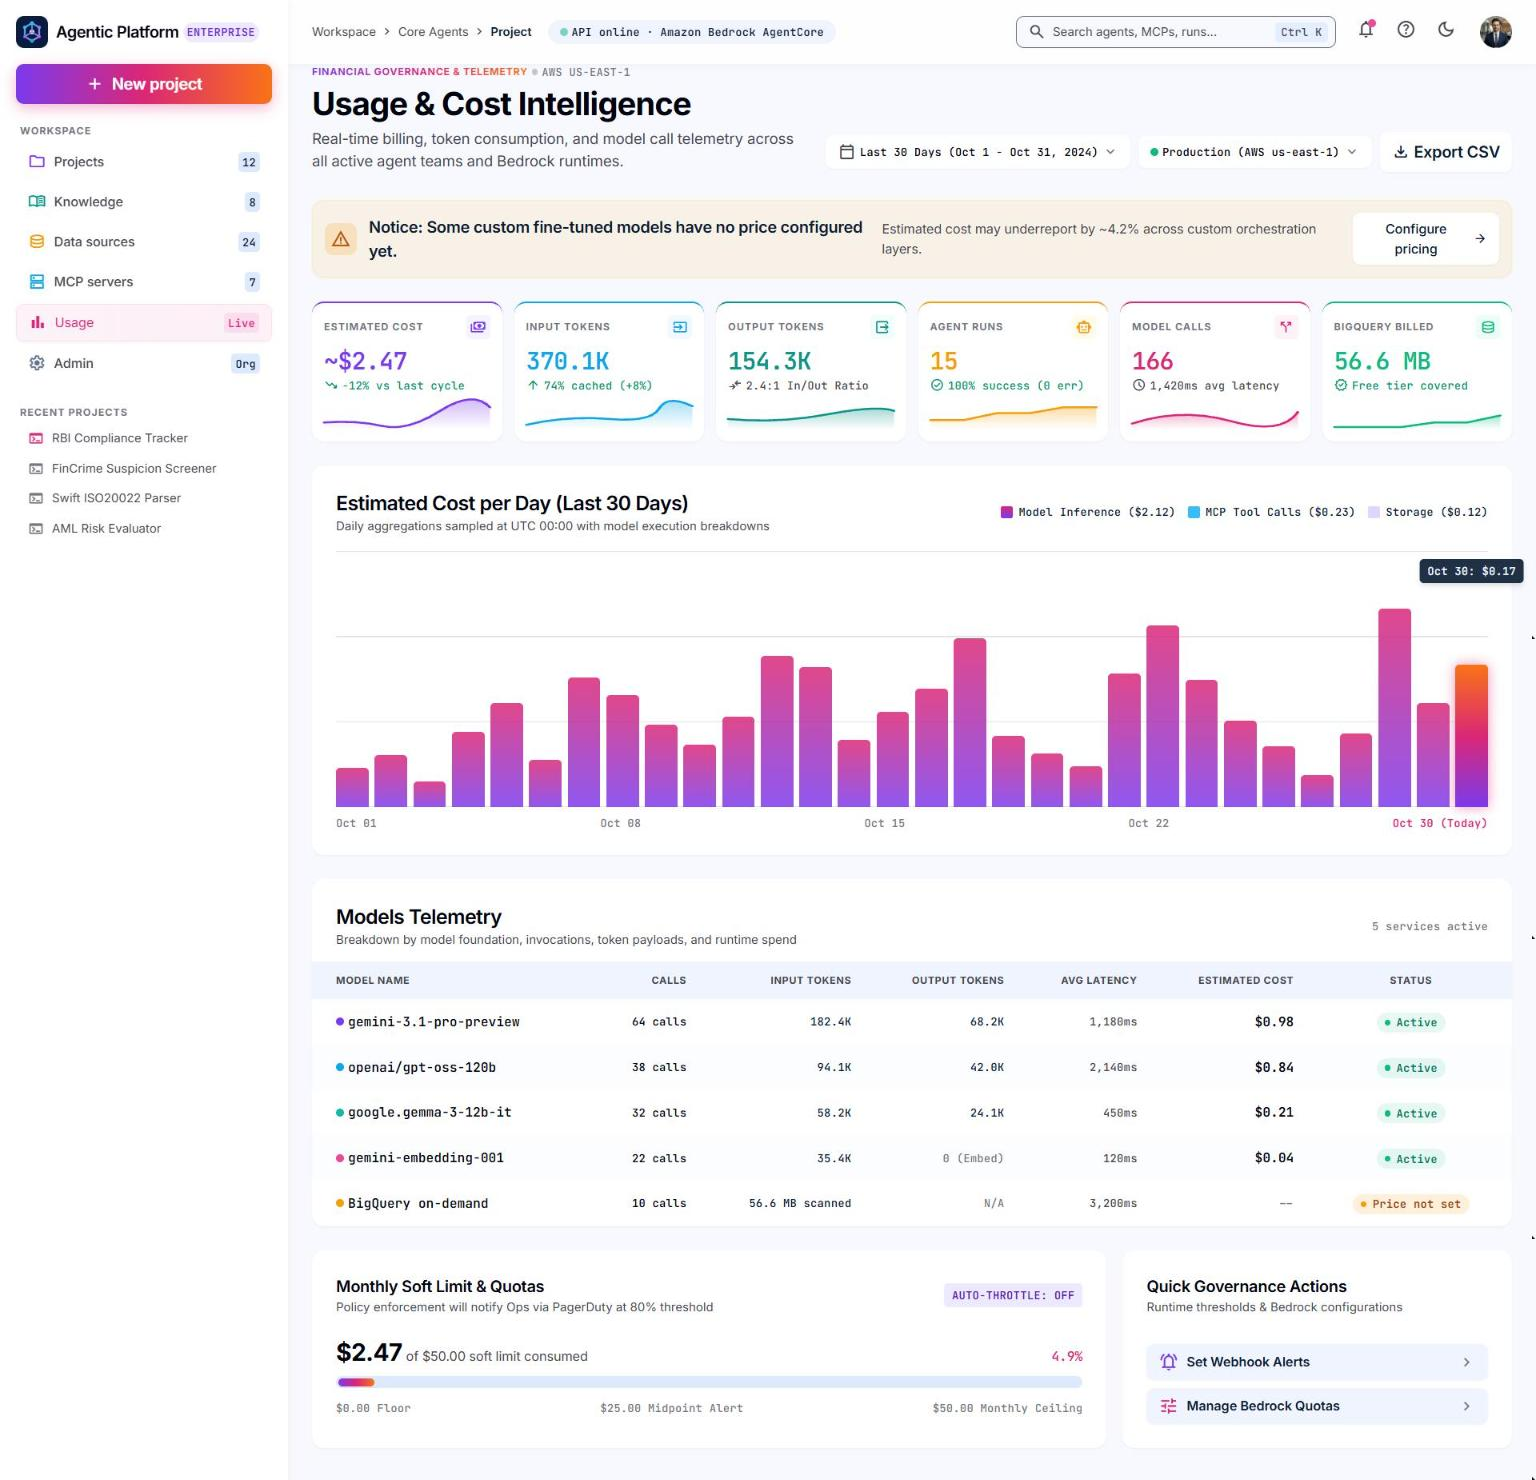 Agentic Platform ENTERPRISE
Workspace > Core Agents > Project
API online · Amazon Bedrock AgentCore
Search agents, MCPs, runs...
Ctrl K
+ New project
WORKSPACE
Projects 12
Knowledge 8
Data sources 24
MCP servers 7
Usage Live
Admin Org
RECENT PROJECTS
RBI Compliance Tracker
FinCrime Suspicion Screener
Swift ISO20022 Parser
AML Risk Evaluator
FINANCIAL GOVERNANCE & TELEMETRY AWS US-EAST-1
Usage & Cost Intelligence
Real-time billing, token consumption, and model call telemetry across
all active agent teams and Bedrock runtimes.
Last 30 Days (Oct 1 - Oct 31, 2024)
Production (AWS us-east-1)
Export CSV
Notice: Some custom fine-tuned models have no price configured
yet.
Estimated cost may underreport by ~4.2% across custom orchestration
layers.
Configure
pricing
ESTIMATED COST
~$2.47
-12% vs last cycle
INPUT TOKENS
370.1K
74% cached (+8%)
OUTPUT TOKENS
154.3K
2.4:1 In/Out Ratio
AGENT RUNS
15
100% success (0 err)
MODEL CALLS
166
1,420ms avg latency
BIGQUERY BILLED
56.6 MB
Free tier covered
Estimated Cost per Day (Last 30 Days)
Daily aggregations sampled at UTC 00:00 with model execution breakdowns
Model Inference ($2.12) MCP Tool Calls ($0.23) Storage ($0.12)
Oct 30: $0.17
Oct 01 Oct 08 Oct 15 Oct 22 Oct 30 (Today)
Models Telemetry
Breakdown by model foundation, invocations, token payloads, and runtime spend
5 services active
MODEL NAME CALLS INPUT TOKENS OUTPUT TOKENS AVG LATENCY ESTIMATED COST STATUS
gemini-3.1-pro-preview 64 calls 182.4K 68.2K 1,180ms $0.98 Active
openai/gpt-oss-120b 38 calls 94.1K 42.0K 2,140ms $0.84 Active
google.gemma-3-12b-it 32 calls 58.2K 24.1K 450ms $0.21 Active
gemini-embedding-001 22 calls 35.4K 0 (Embed) 120ms $0.04 Active
BigQuery on-demand 10 calls 56.6 MB scanned N/A 3,200ms -- Price not set
Monthly Soft Limit & Quotas
Policy enforcement will notify Ops via PagerDuty at 80% threshold
AUTO-THROTTLE: OFF
$2.47 of $50.00 soft limit consumed 4.9%
$0.00 Floor $25.00 Midpoint Alert $50.00 Monthly Ceiling
Quick Governance Actions
Runtime thresholds & Bedrock configurations
Set Webhook Alerts
Manage Bedrock Quotas